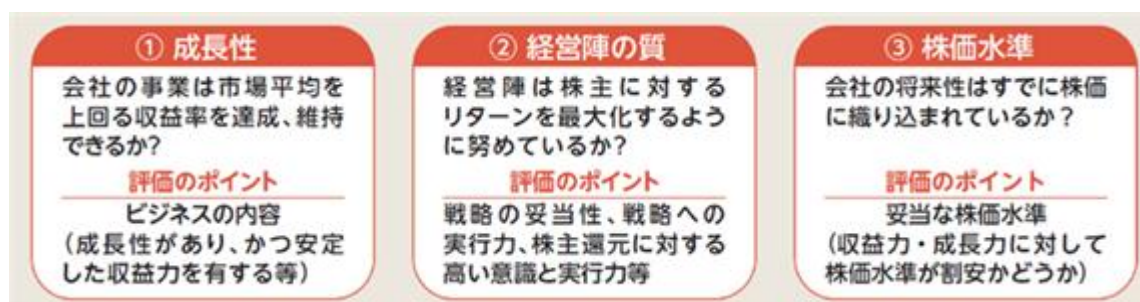 ① 成長性
会社の事業は市場平均を
上回る収益率を達成、維持
できるか?
評価のポイント
ビジネスの内容
(成長性があり、かつ安定
した収益力を有する等)
② 経営陣の質
経営陣は株主に対する
リターンを最大化するよう
に努めているか?
評価のポイント
戦略の妥当性、戦略への
実行力、株主還元に対する
高い意識と実行力等
③ 株価水準
会社の将来性はすでに株価
に織り込まれているか?
評価のポイント
妥当な株価水準
(収益力・成長力に対して
株価水準が割安かどうか)